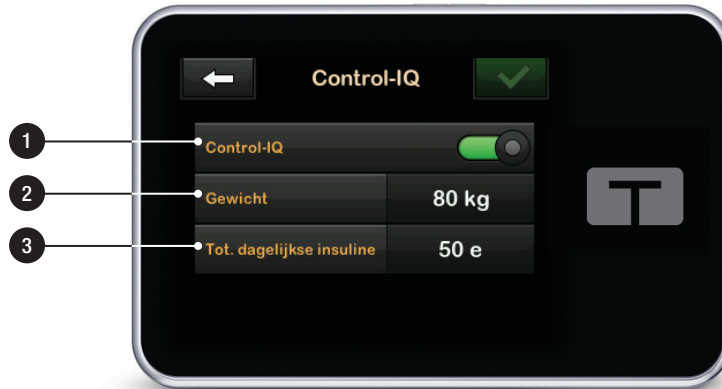 Control-IQ
1
Control-IQ
2
Gewicht
80 kg
3
Tot. dagelijkse insuline
50 e
T